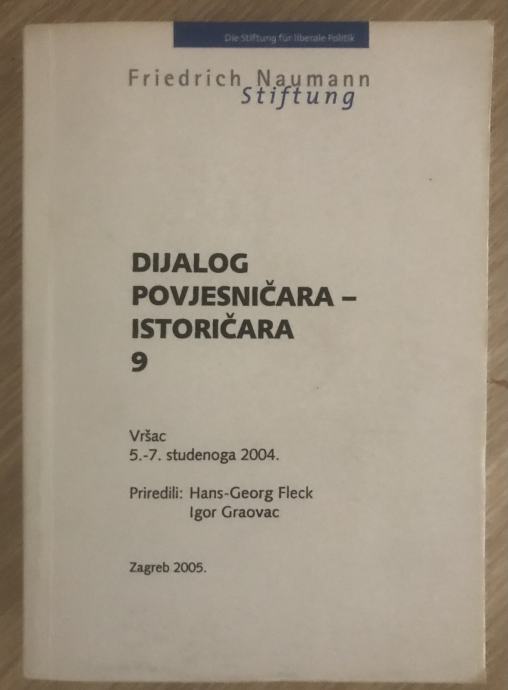 Die Stiftung für liberale Politik
Friedrich Naumann
Stiftung
DIJALOG
POVJESNIČARA –
ISTORIČARA
9
Vršac
5.-7. studenoga 2004.
Priredili: Hans-Georg Fleck
Igor Graovac
Zagreb 2005.